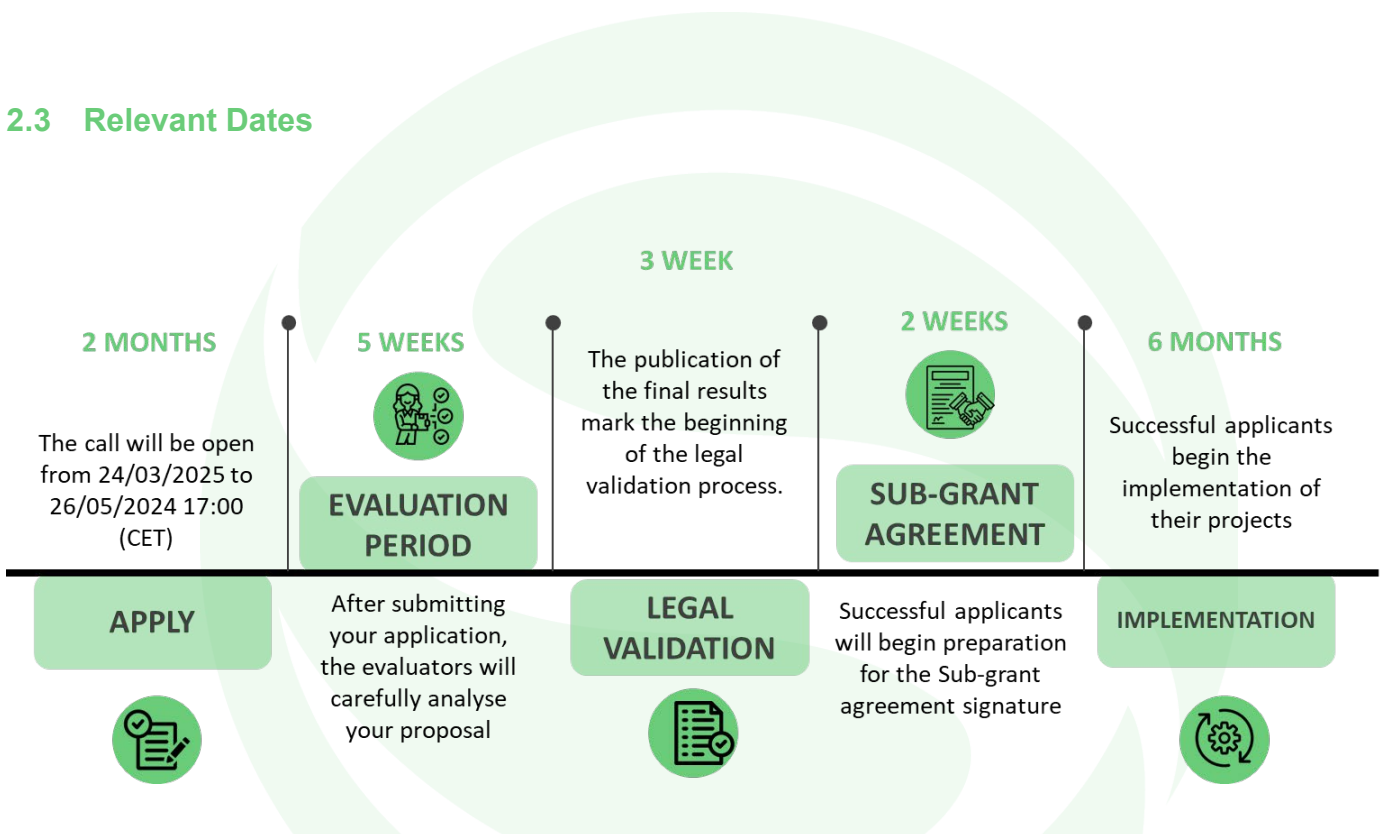 2.3 Relevant Dates
2 MONTHS
The call will be open
from 24/03/2025 to
26/05/2024 17:00
(CET)
APPLY
5 WEEKS
EVALUATION
PERIOD
After submitting
your application,
the evaluators will
carefully analyse
your proposal
3 WEEK
The publication of
the final results
mark the beginning
of the legal
validation process.
LEGAL
VALIDATION
2 WEEKS
SUB-GRANT
AGREEMENT
Successful applicants
will begin preparation
for the Sub-grant
agreement signature
6 MONTHS
Successful applicants
begin the
implementation of
their projects
IMPLEMENTATION